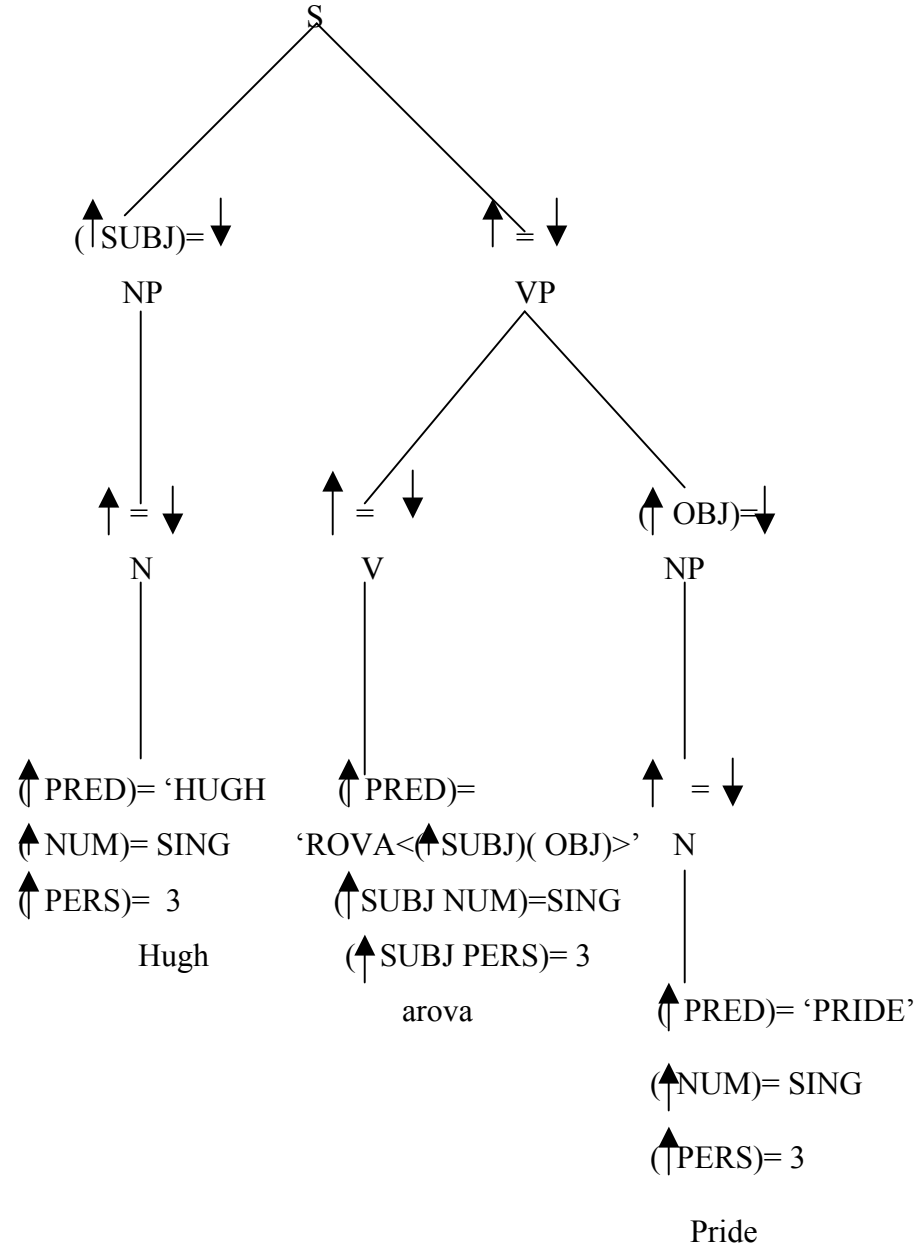 S
(↑SUBJ)=↓ ↑ = ↓
NP VP
↑ = ↓ ↑ = ↓ (↑ OBJ)=↓
N V NP
(↑ PRED)= ‘HUGH (↑ PRED)= ↑ = ↓
(↑ NUM)= SING ‘ROVA<(↑SUBJ)( OBJ)>’ N
(↑ PERS)= 3 (↑SUBJ NUM)=SING
Hugh (↑ SUBJ PERS)= 3
arova (↑ PRED)= ‘PRIDE’
(↑NUM)= SING
(↑PERS)= 3
Pride